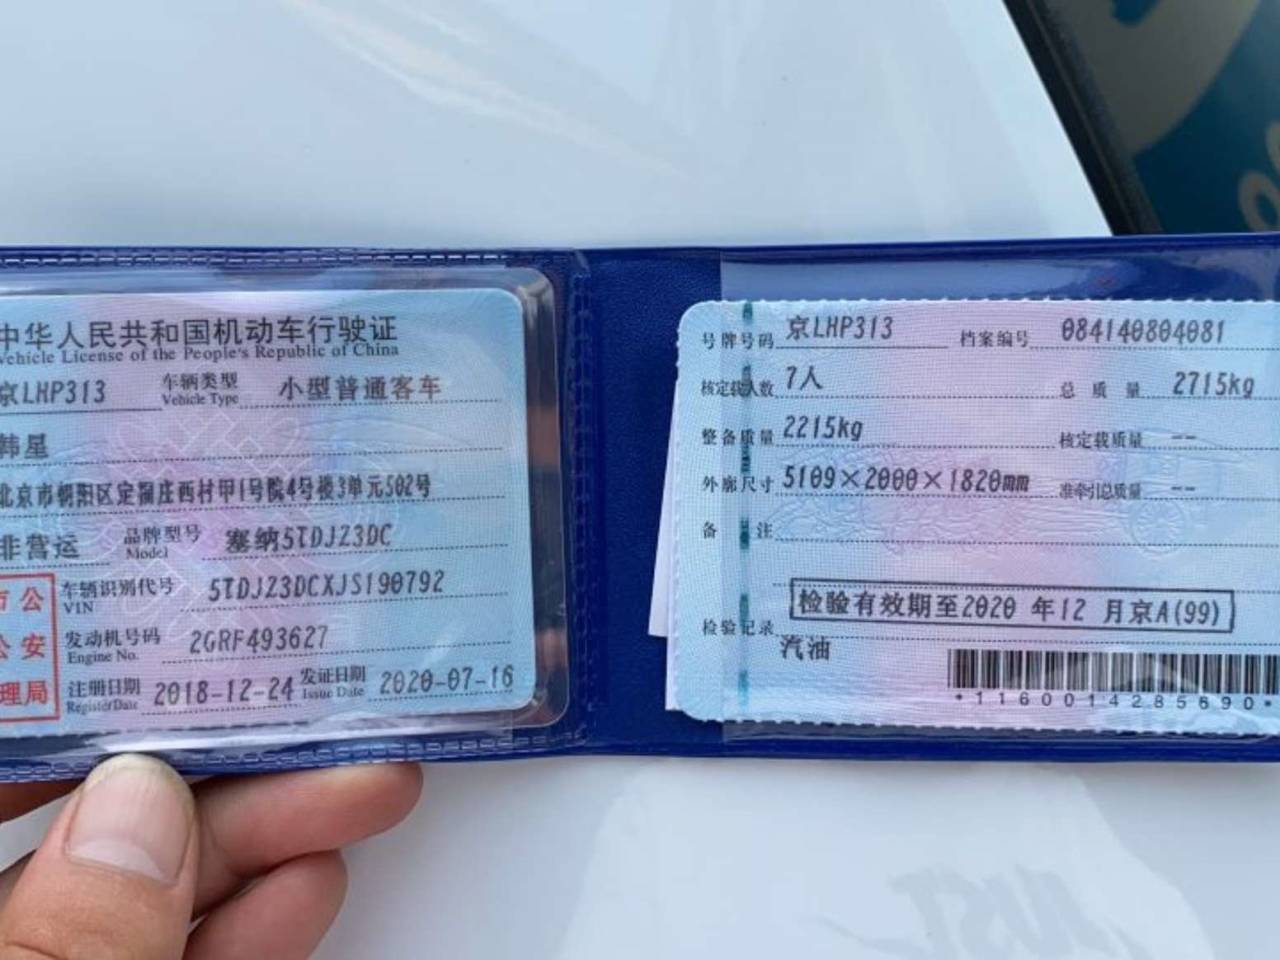 中华人民共和国机动车行驶证
Vehicle License of the People's Republic of China
京LHP313 车辆类型 小型普通客车
Vehicle Type
韩星
北京市朝阳区定福庄西村甲1号院4号楼3单元502号
非营运 品牌型号 塞纳5TDJZ3DC
Model
车辆识别代号 5TDJZ3DCXJS190792
VIN
发动机号码 2GRF493627
Engine No.
注册日期 2018-12-24 发证日期 2020-07-16
Register Date Issue Date
市公
公安
理局
号牌号码 京LHP313 档案编号 084140804081
核定载人数 7人 总质量 2715kg
整备质量 2215kg 核定载质量 --
外廓尺寸 5109×2000×1820mm 准牵引总质量 --
备注
检验有效期至2020年12月京A(99)
检验记录
汽油
*1160014285690*